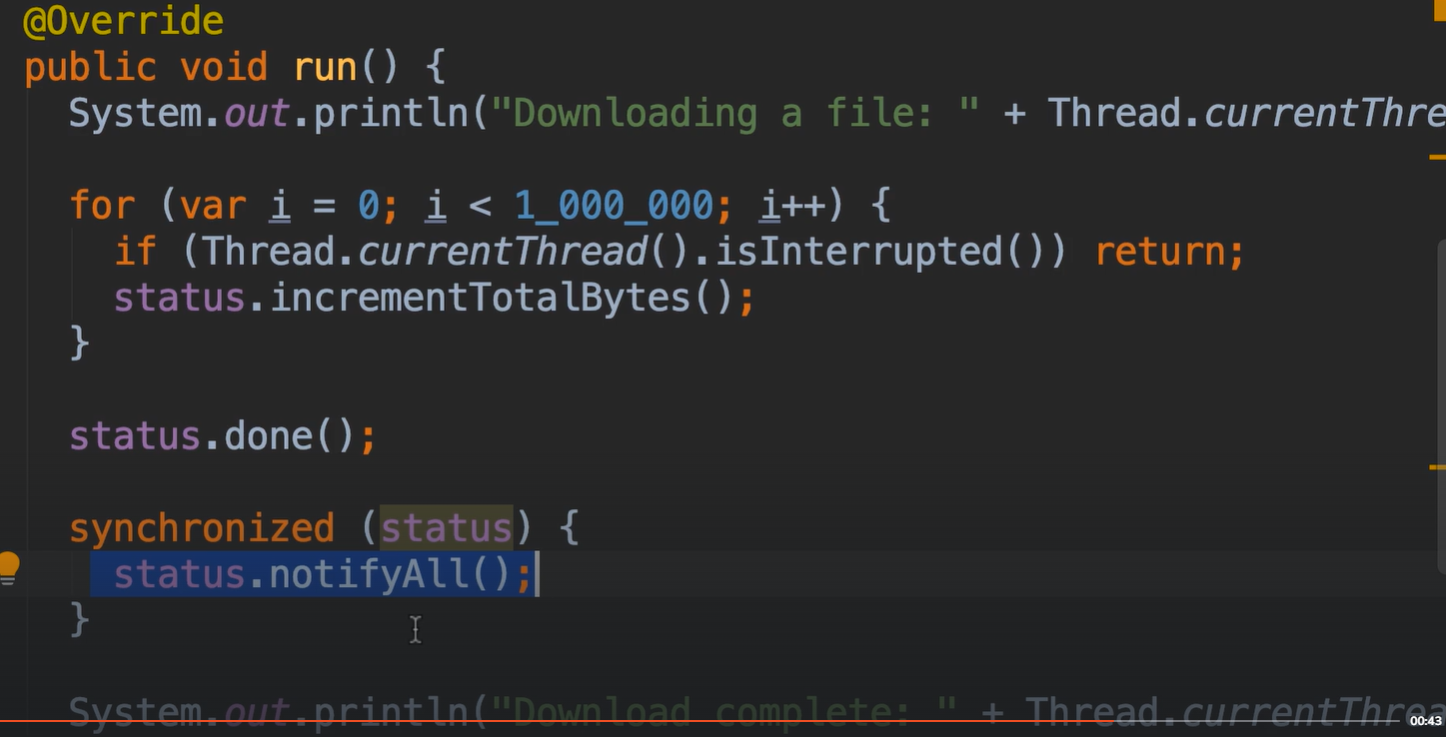 @Override
public void run() {
System.out.println("Downloading a file: " + Thread.currentThre
for (var i = 0; i < 1_000_000; i++) {
if (Thread.currentThread().isInterrupted()) return;
status.incrementTotalBytes();
}
status.done();
synchronized (status) {
status.notifyAll();
}
System.out.println("Download complete: " + Thread.currentThrea
00:43